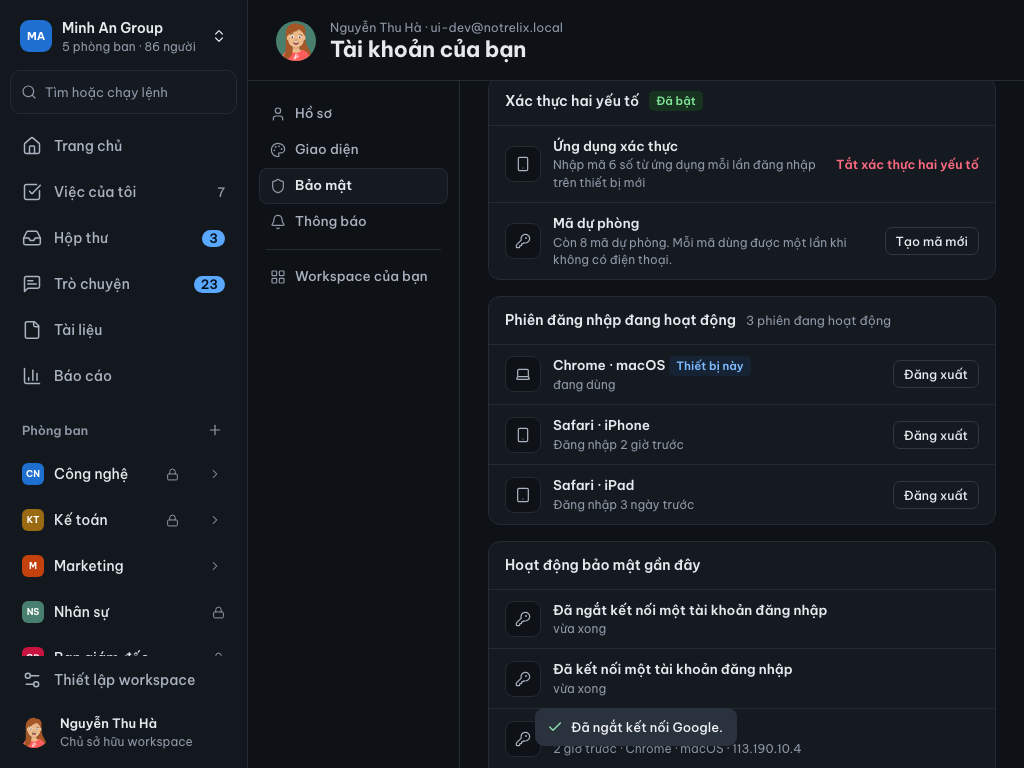 MA
Minh An Group
5 phòng ban · 86 người
Tìm hoặc chạy lệnh
Trang chủ
Việc của tôi 7
Hộp thư 3
Trò chuyện 23
Tài liệu
Báo cáo
Phòng ban
CN Công nghệ
KT Kế toán
M Marketing
NS Nhân sự
Thiết lập workspace
Nguyễn Thu Hà
Chủ sở hữu workspace
Nguyễn Thu Hà · ui-dev@notrelix.local
Tài khoản của bạn
Hồ sơ
Giao diện
Bảo mật
Thông báo
Workspace của bạn
Xác thực hai yếu tố Đã bật
Ứng dụng xác thực
Nhập mã 6 số từ ứng dụng mỗi lần đăng nhập
trên thiết bị mới
Tắt xác thực hai yếu tố
Mã dự phòng
Còn 8 mã dự phòng. Mỗi mã dùng được một lần khi
không có điện thoại.
Tạo mã mới
Phiên đăng nhập đang hoạt động 3 phiên đang hoạt động
Chrome · macOS Thiết bị này
đang dùng
Đăng xuất
Safari · iPhone
Đăng nhập 2 giờ trước
Đăng xuất
Safari · iPad
Đăng nhập 3 ngày trước
Đăng xuất
Hoạt động bảo mật gần đây
Đã ngắt kết nối một tài khoản đăng nhập
vừa xong
Đã kết nối một tài khoản đăng nhập
vừa xong
Đã ngắt kết nối Google.
2 giờ trước · Chrome · macOS · 113.190.10.4